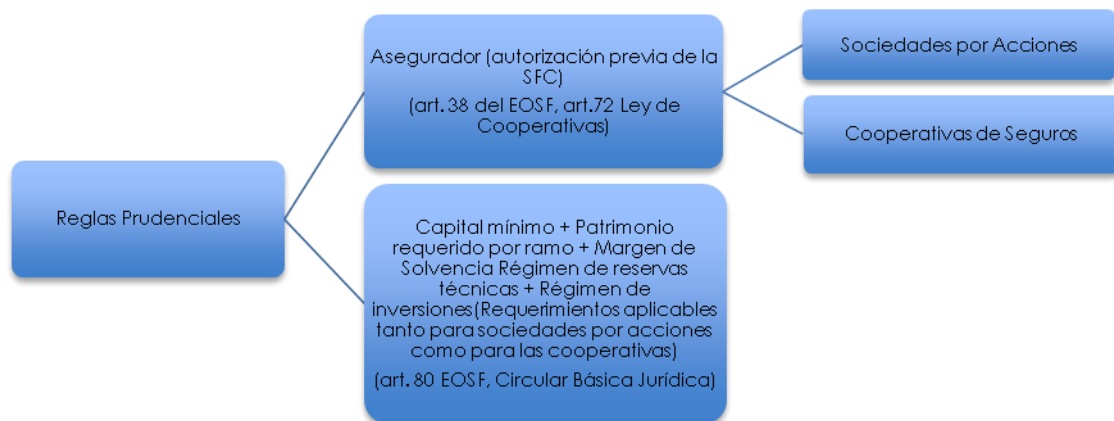 Reglas Prudenciales
Asegurador (autorización previa de la
SFC)
(art. 38 del EOSF, art.72 Ley de
Cooperativas)
Sociedades por Acciones
Cooperativas de Seguros
Capital mínimo + Patrimonio
requerido por ramo + Margen de
Solvencia Régimen de reservas
técnicas + Régimen de
inversiones(Requerimientos aplicables
tanto para sociedades por acciones
como para las cooperativas)
(art. 80 EOSF, Circular Básica Jurídica)